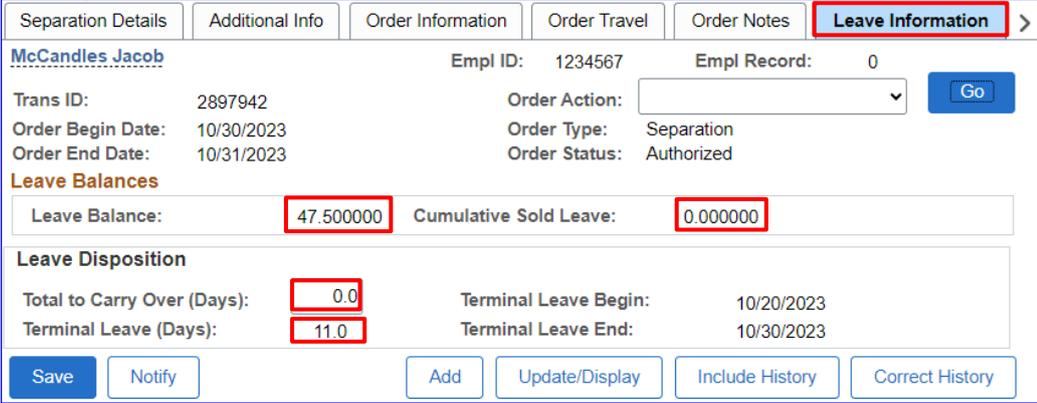 Separation Details Additional Info Order Information Order Travel Order Notes Leave Information
McCandles Jacob Empl ID: 1234567 Empl Record: 0
Trans ID: 2897942 Order Action: Go
Order Begin Date: 10/30/2023 Order Type: Separation
Order End Date: 10/31/2023 Order Status: Authorized
Leave Balances
Leave Balance: 47.500000 Cumulative Sold Leave: 0.000000
Leave Disposition
Total to Carry Over (Days): 0.0 Terminal Leave Begin: 10/20/2023
Terminal Leave (Days): 11.0 Terminal Leave End: 10/30/2023
Save Notify Add Update/Display Include History Correct History